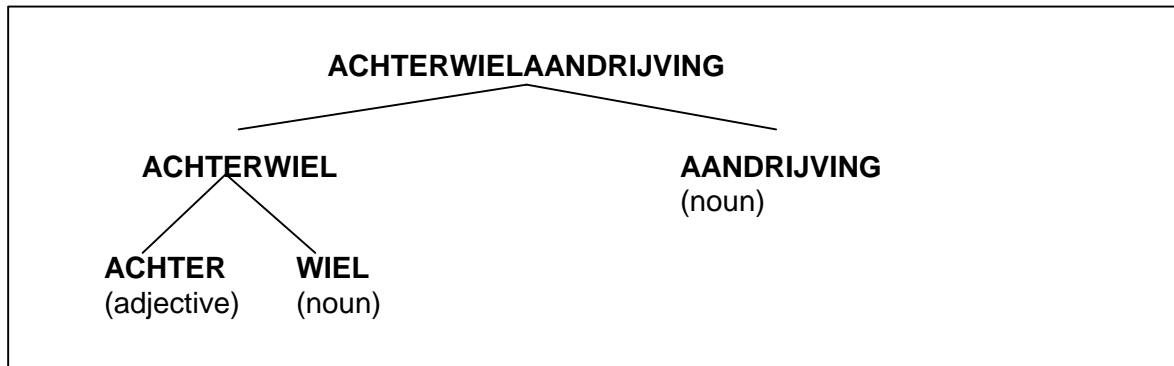 ACHTERWIELAANDRIJVING
ACHTERWIEL AANDRIJVING
(noun)
ACHTER WIEL
(adjective) (noun)